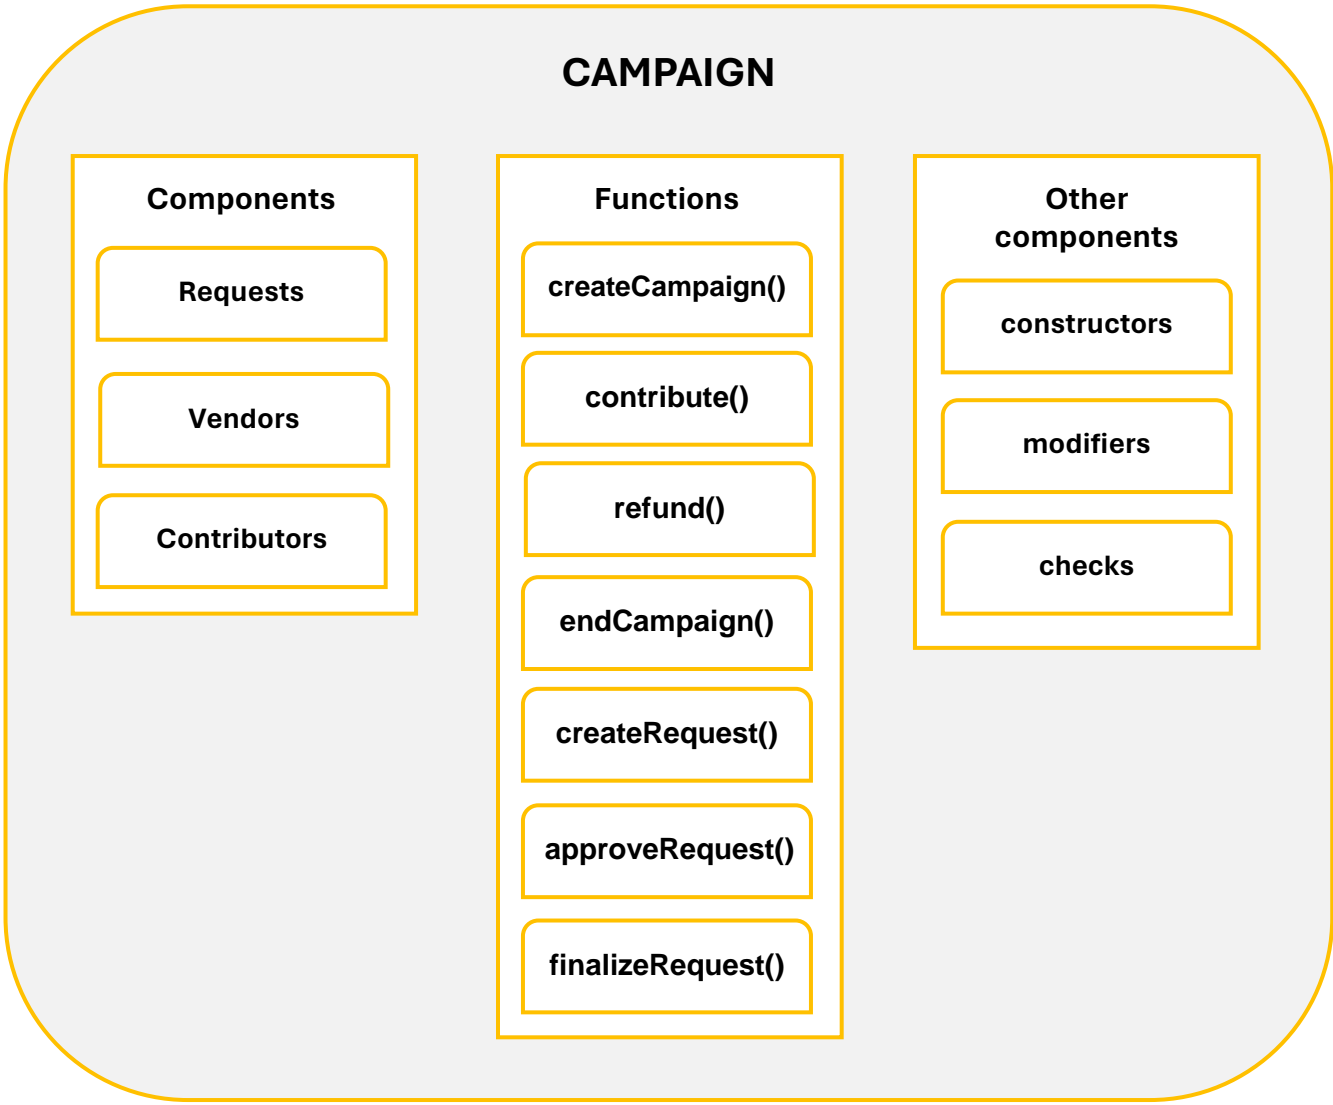 CAMPAIGN
Components
Requests
Vendors
Contributors
Functions
createCampaign()
contribute()
refund()
endCampaign()
createRequest()
approveRequest()
finalizeRequest()
Other
components
constructors
modifiers
checks